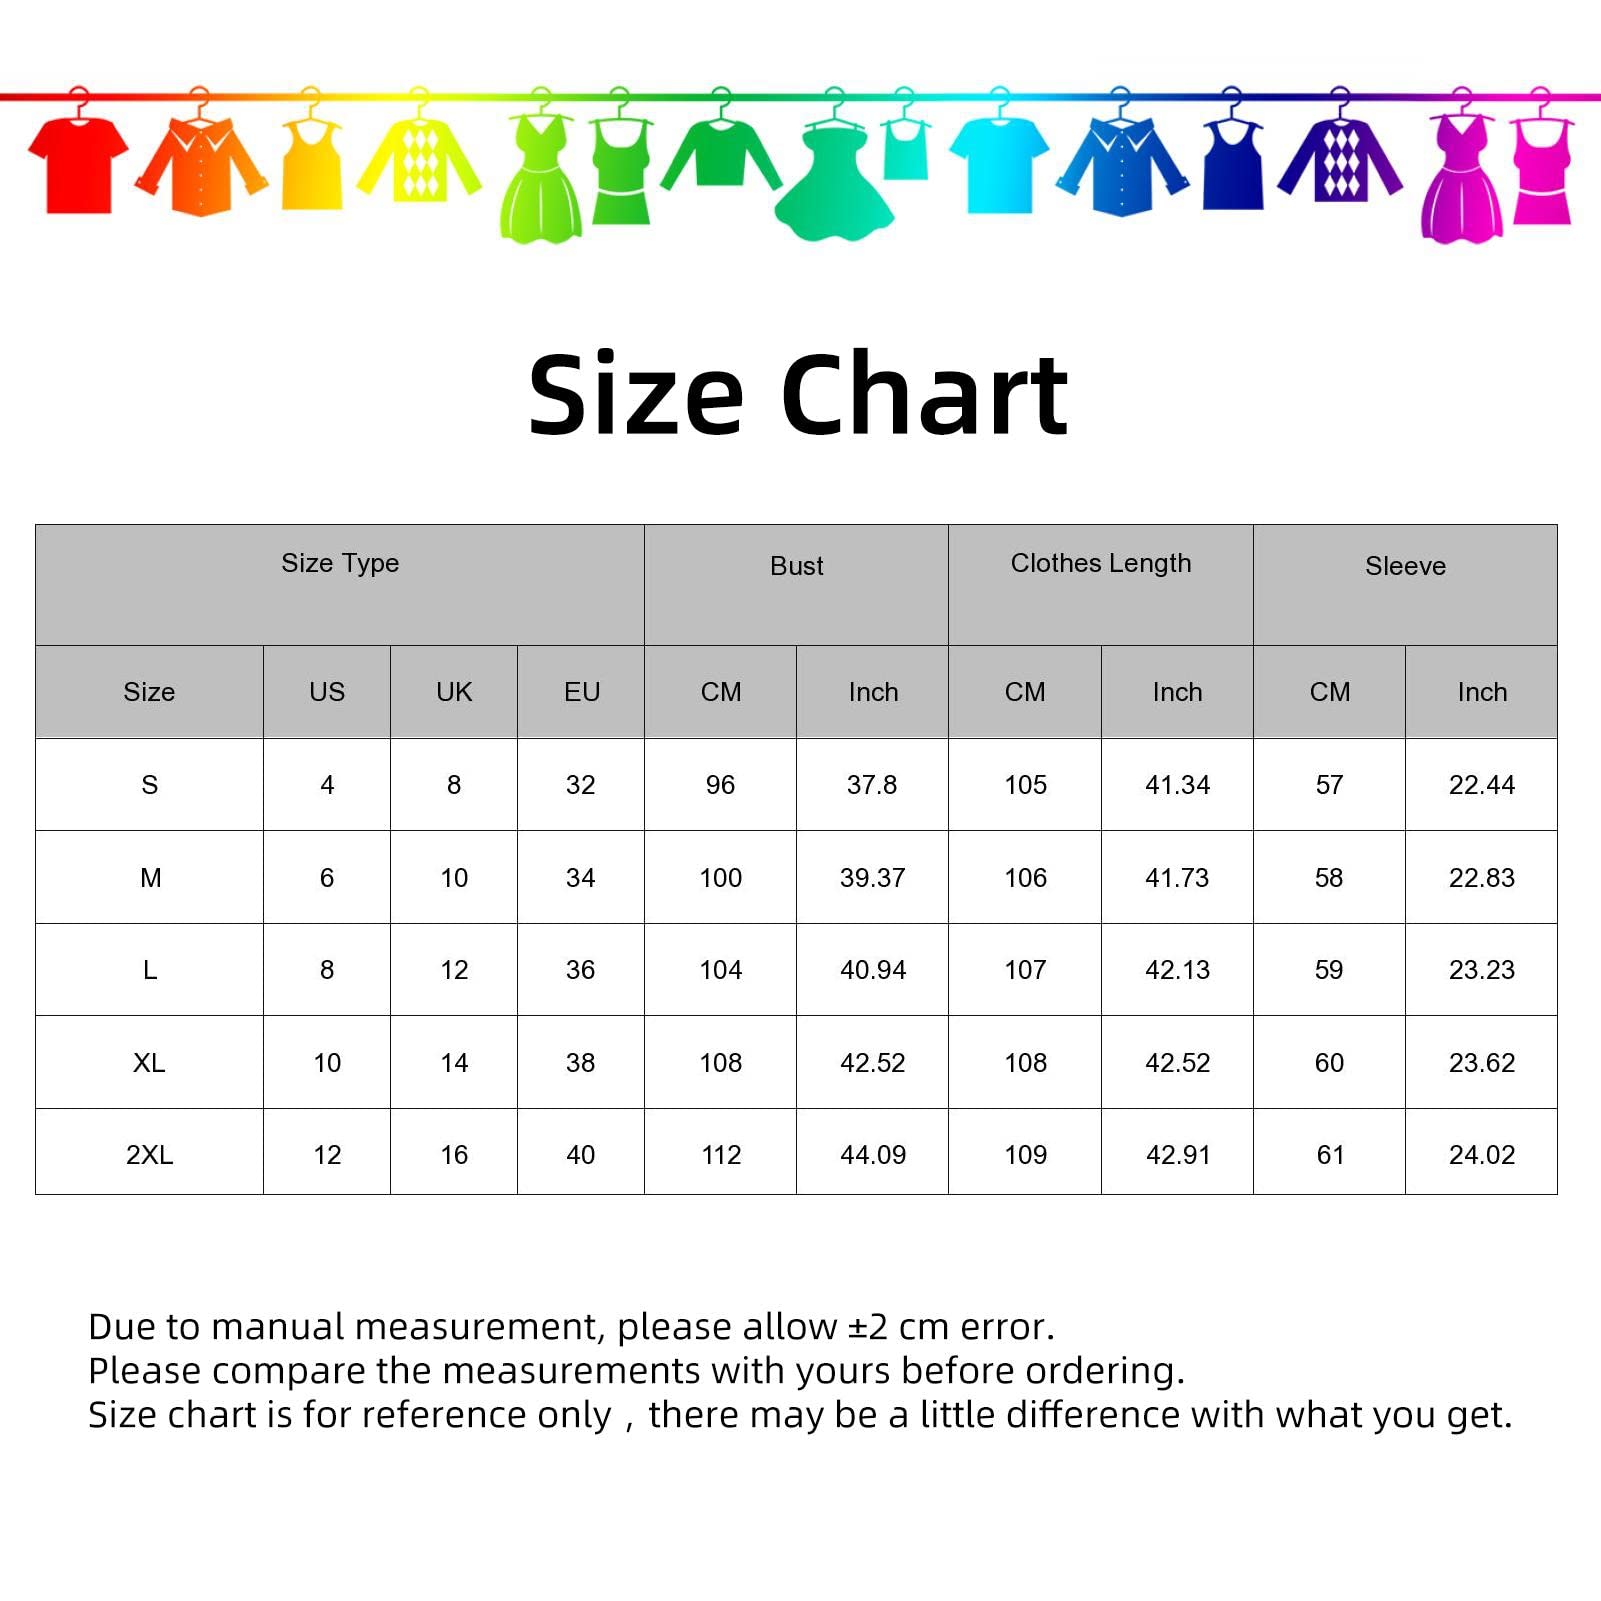 Size Chart
Size Type Bust Clothes Length Sleeve
Size US UK EU CM Inch CM Inch CM Inch
S 4 8 32 96 37.8 105 41.34 57 22.44
M 6 10 34 100 39.37 106 41.73 58 22.83
L 8 12 36 104 40.94 107 42.13 59 23.23
XL 10 14 38 108 42.52 108 42.52 60 23.62
2XL 12 16 40 112 44.09 109 42.91 61 24.02
Due to manual measurement, please allow ±2 cm error.
Please compare the measurements with yours before ordering.
Size chart is for reference only , there may be a little difference with what you get.